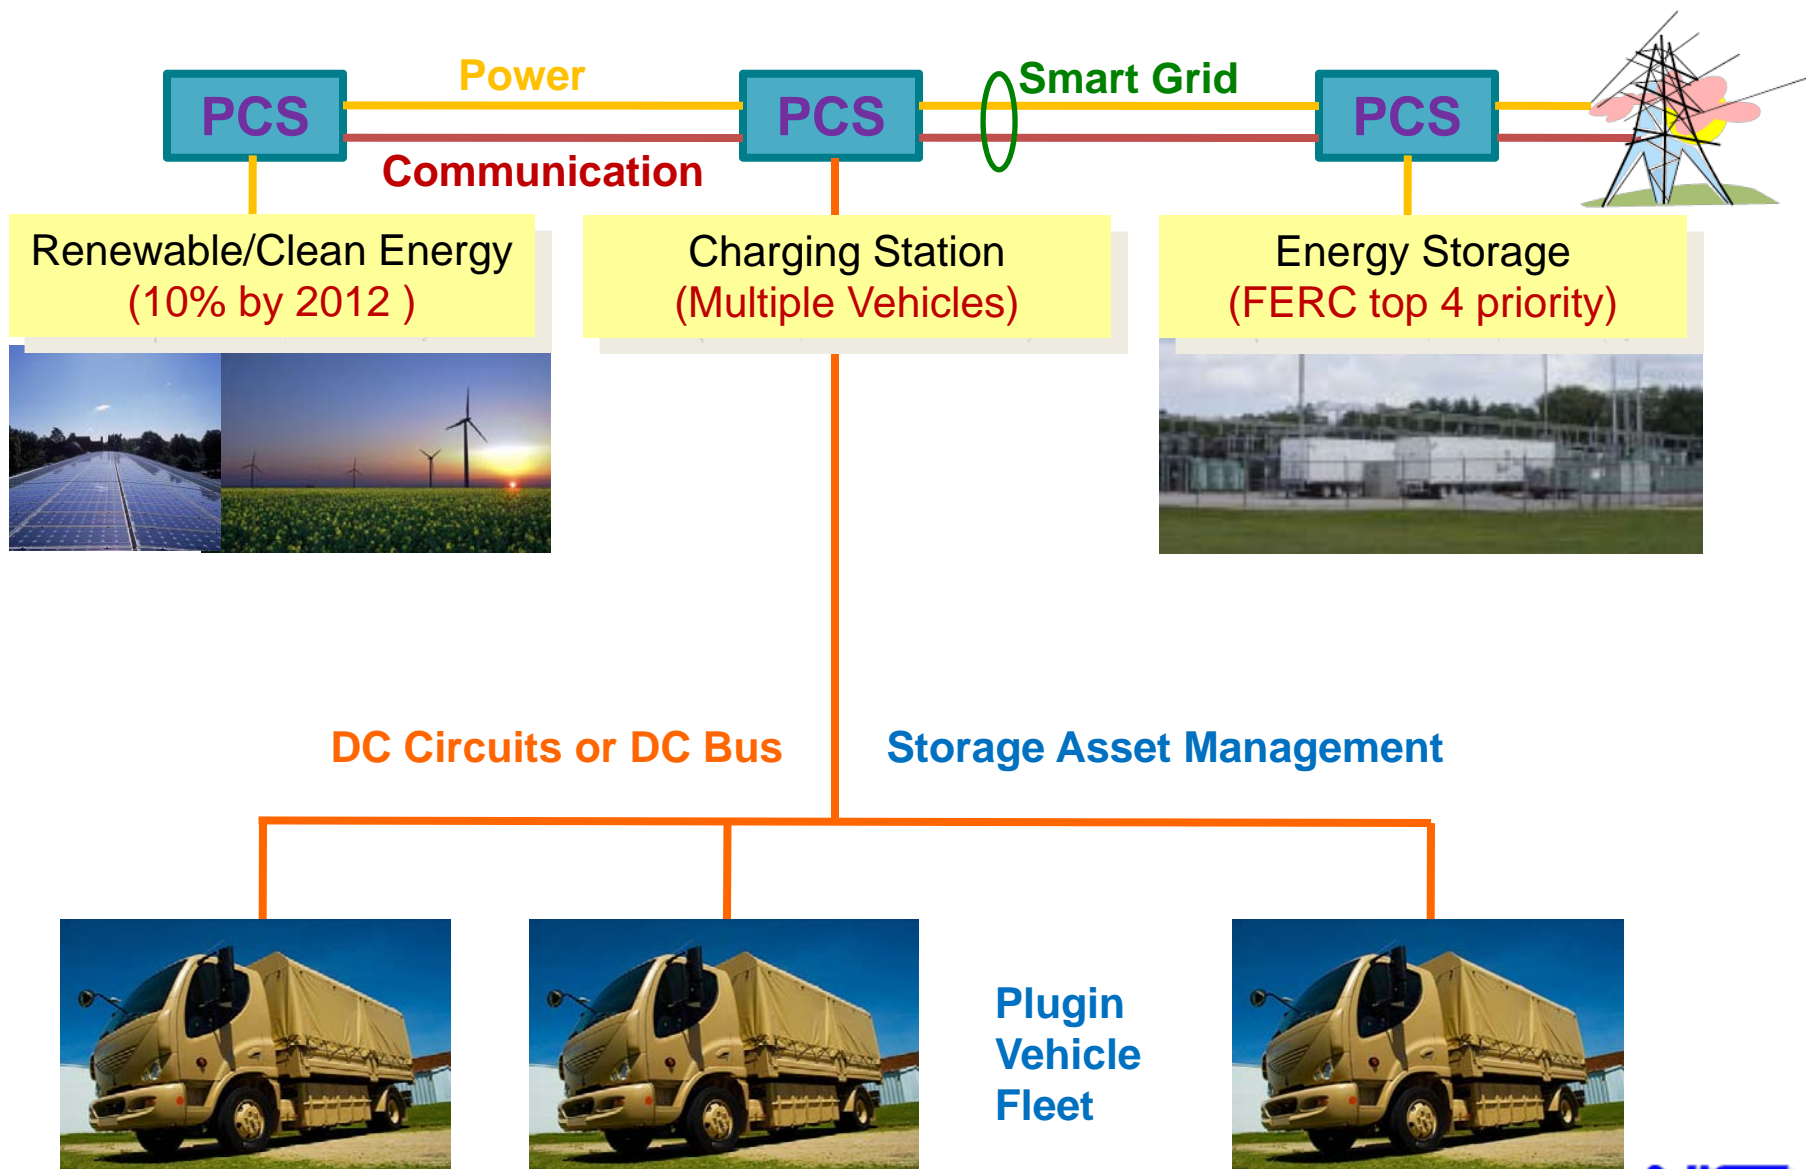 Power
Smart Grid
PCS
PCS
PCS
Communication
Renewable/Clean Energy
(10% by 2012 )
Charging Station
(Multiple Vehicles)
Energy Storage
(FERC top 4 priority)
DC Circuits or DC Bus
Storage Asset Management
Plugin
Vehicle
Fleet